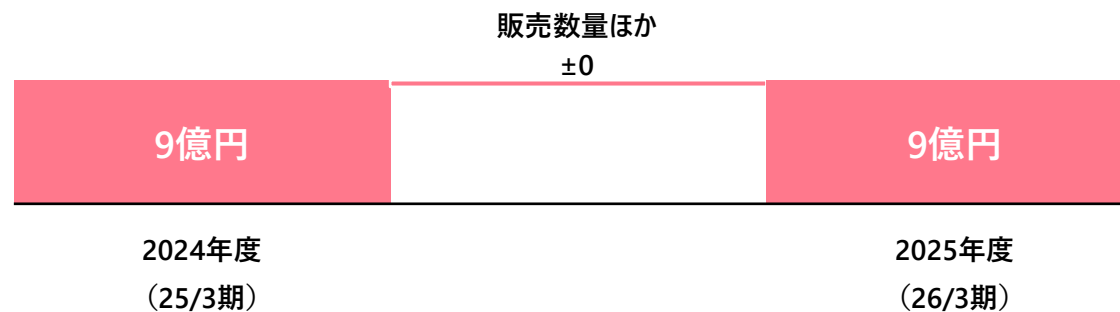 販売数量ほか
±0
9億円
9億円
2024年度
（25/3期）
2025年度
（26/3期）